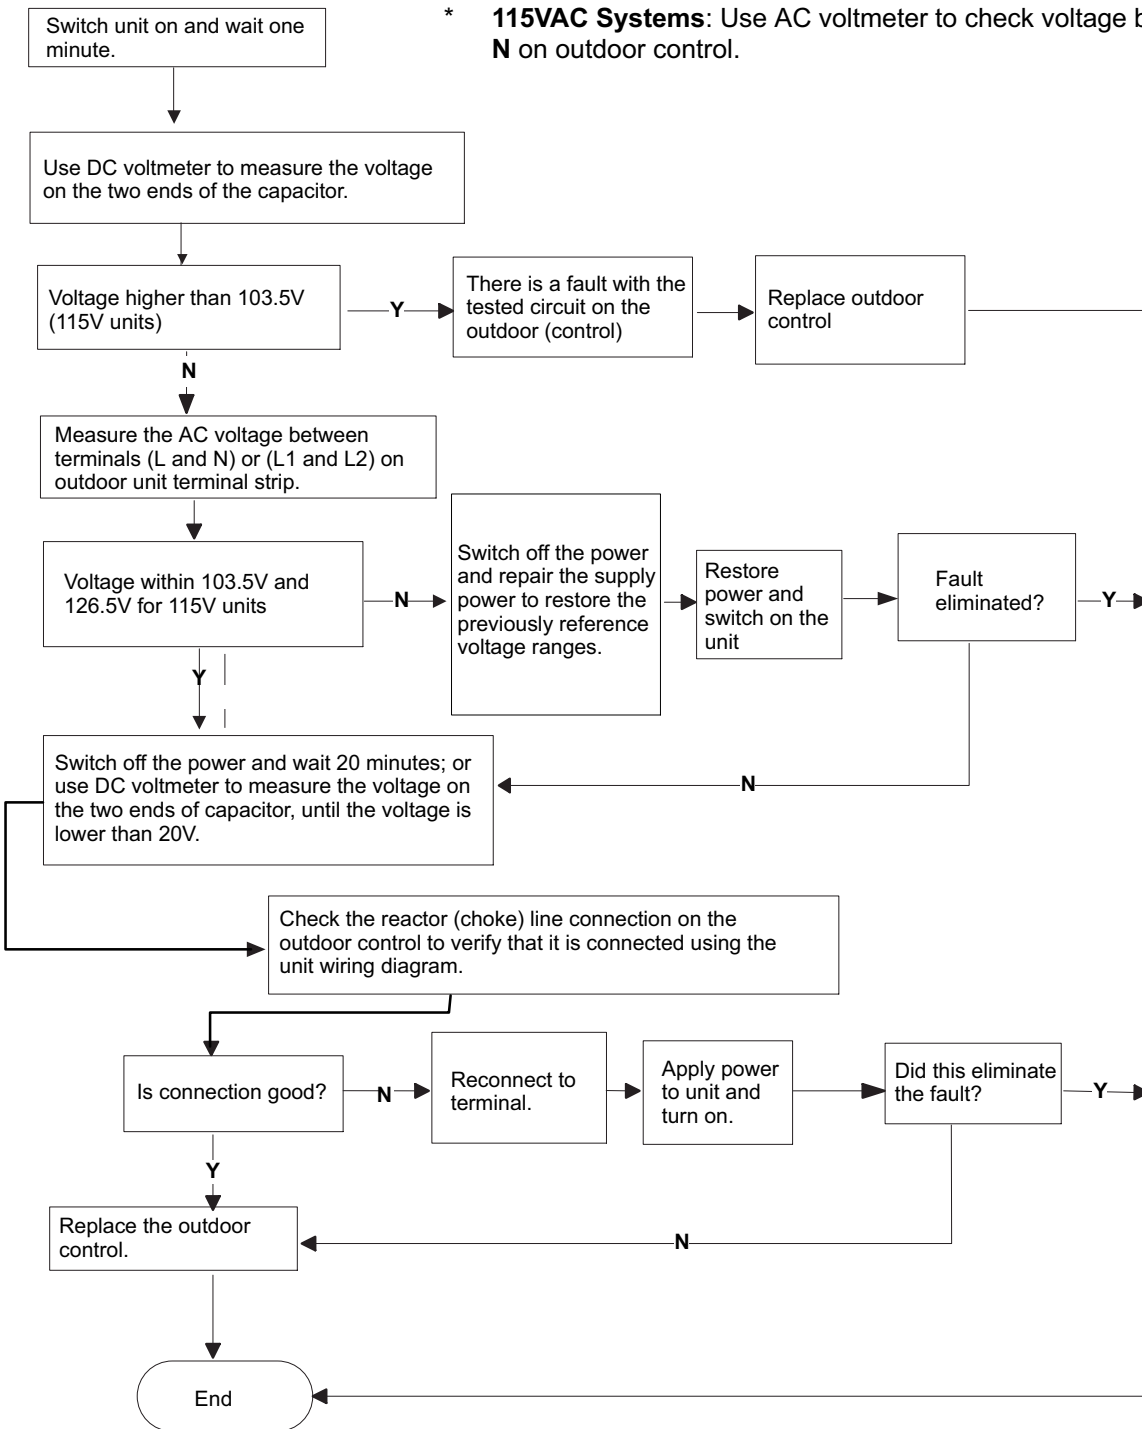 Switch unit on and wait one
minute.
* 115VAC Systems: Use AC voltmeter to check voltage
N on outdoor control.
Use DC voltmeter to measure the voltage
on the two ends of the capacitor.
Voltage higher than 103.5V
(115V units)
Y
There is a fault with the
tested circuit on the
outdoor (control)
Replace outdoor
control
N
Measure the AC voltage between
terminals (L and N) or (L1 and L2) on
outdoor unit terminal strip.
Voltage within 103.5V and
126.5V for 115V units
N
Switch off the power
and repair the supply
power to restore the
previously reference
voltage ranges.
Restore
power and
switch on the
unit
Fault
eliminated?
Y
Y
N
Switch off the power and wait 20 minutes; or
use DC voltmeter to measure the voltage on
the two ends of capacitor, until the voltage is
lower than 20V.
Check the reactor (choke) line connection on the
outdoor control to verify that it is connected using the
unit wiring diagram.
Is connection good?
N
Reconnect to
terminal.
Apply power
to unit and
turn on.
Did this eliminate
the fault?
Y
Y
Replace the outdoor
control.
N
End